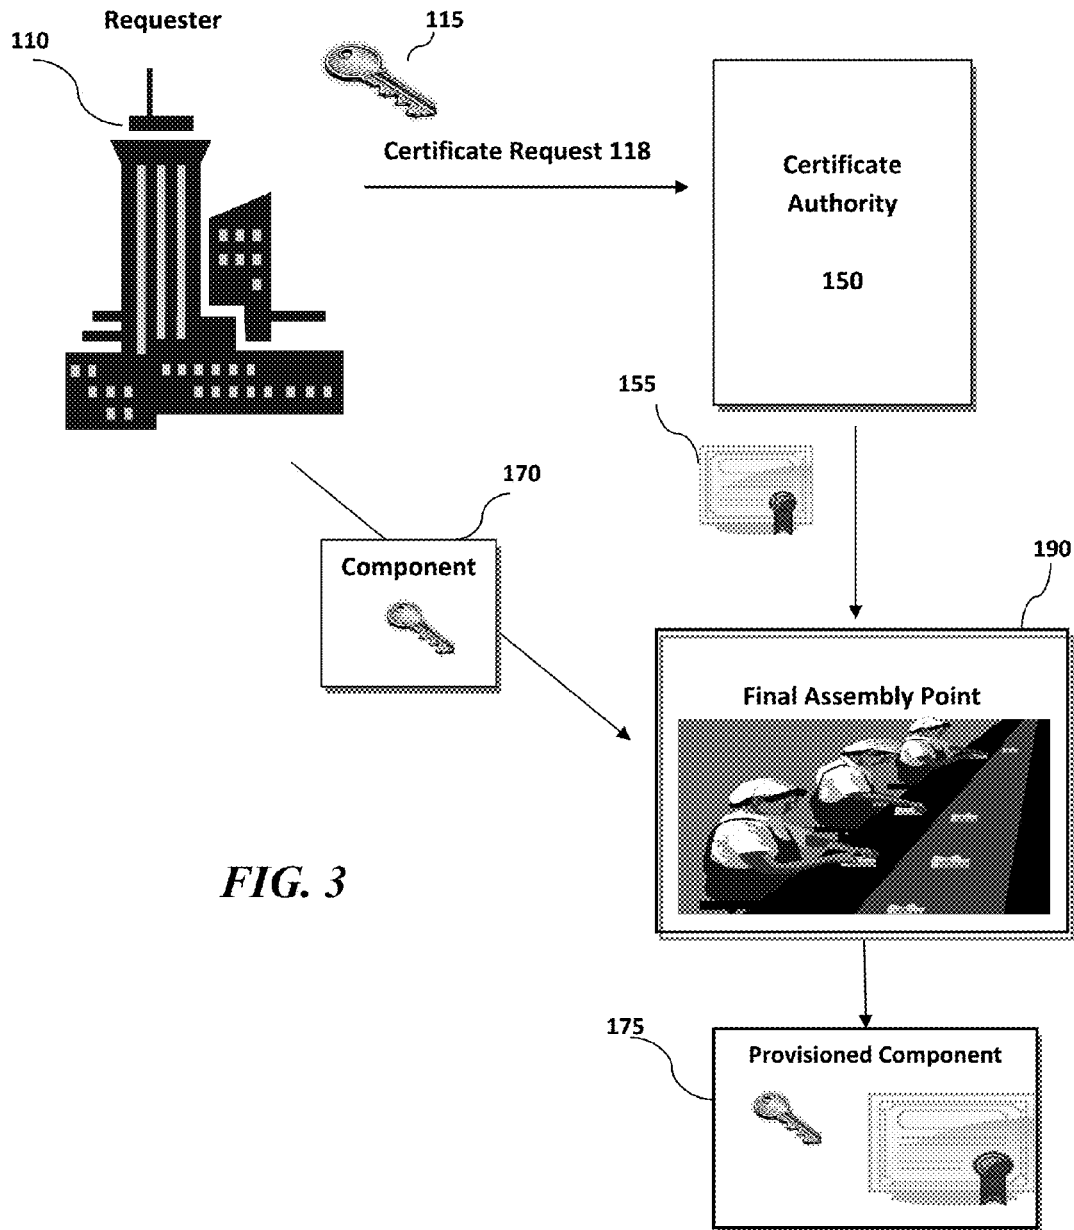 Requester
110
115
Certificate Request 118
Certificate
Authority
150
155
170
Component
190
Final Assembly Point
FIG. 3
175
Provisioned Component